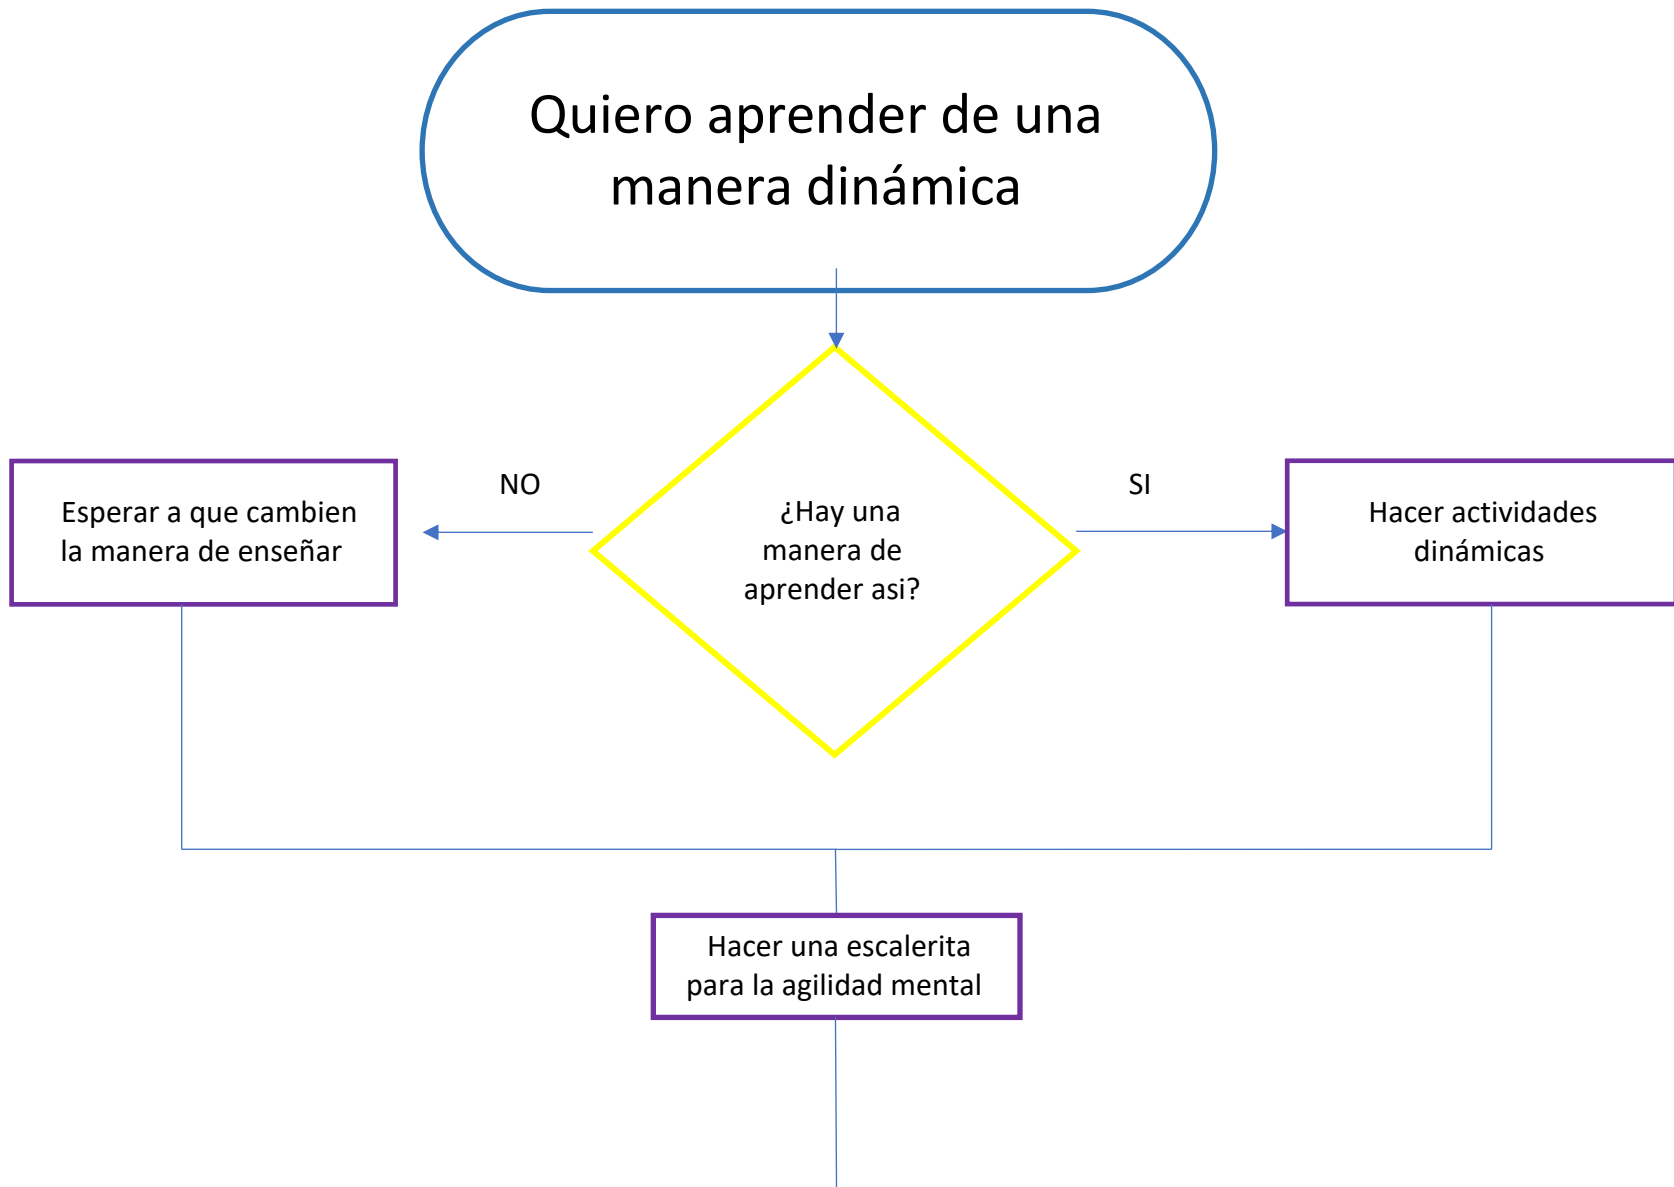 Quiero aprender de una
manera dinámica
NO
SI
Esperar a que cambien
la manera de enseñar
¿Hay una
manera de
aprender asi?
Hacer actividades
dinámicas
Hacer una escalerita
para la agilidad mental